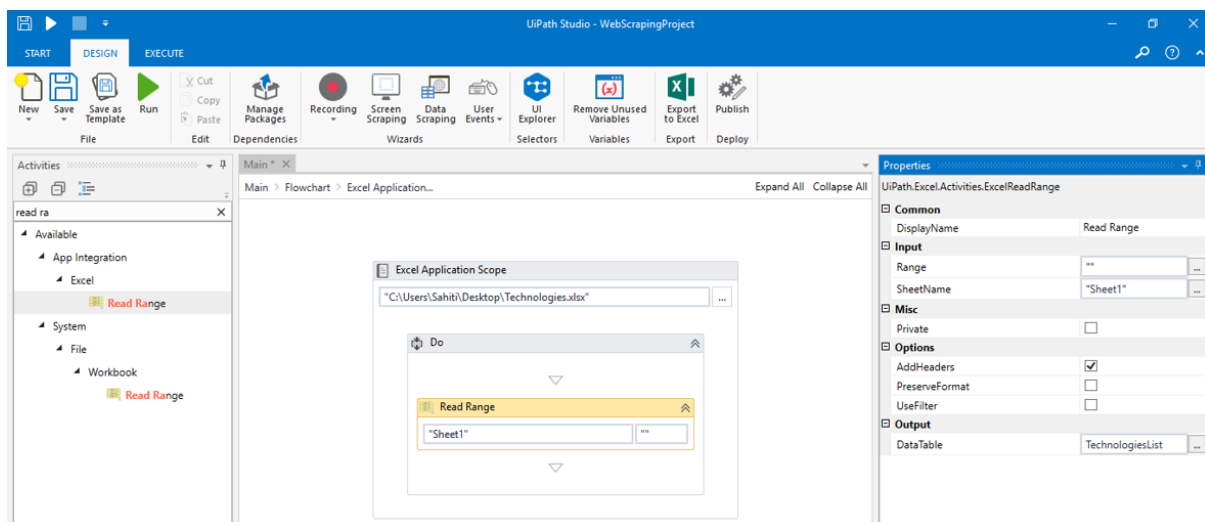 UiPath Studio - WebScrapingProject
START DESIGN EXECUTE
New
Save
Save as Template
Run
Cut
Copy
Paste
Manage Packages
Recording
Screen Scraping
Data Scraping
User Events
UI Explorer
Remove Unused Variables
Export to Excel
Publish
File Edit Dependencies Wizards Selectors Variables Export Deploy
Activities
read ra
Available
App Integration
Excel
Read Range
System
File
Workbook
Read Range
Main *
Main > Flowchart > Excel Application... Expand All Collapse All
Excel Application Scope
"C:\Users\Sahiti\Desktop\Technologies.xlsx" ...
Do
Read Range
"Sheet1" ""
Properties
UiPath.Excel.Activities.ExcelReadRange
Common
DisplayName Read Range
Input
Range "" ...
SheetName "Sheet1" ...
Misc
Private
Options
AddHeaders
PreserveFormat
UseFilter
Output
DataTable TechnologiesList ...